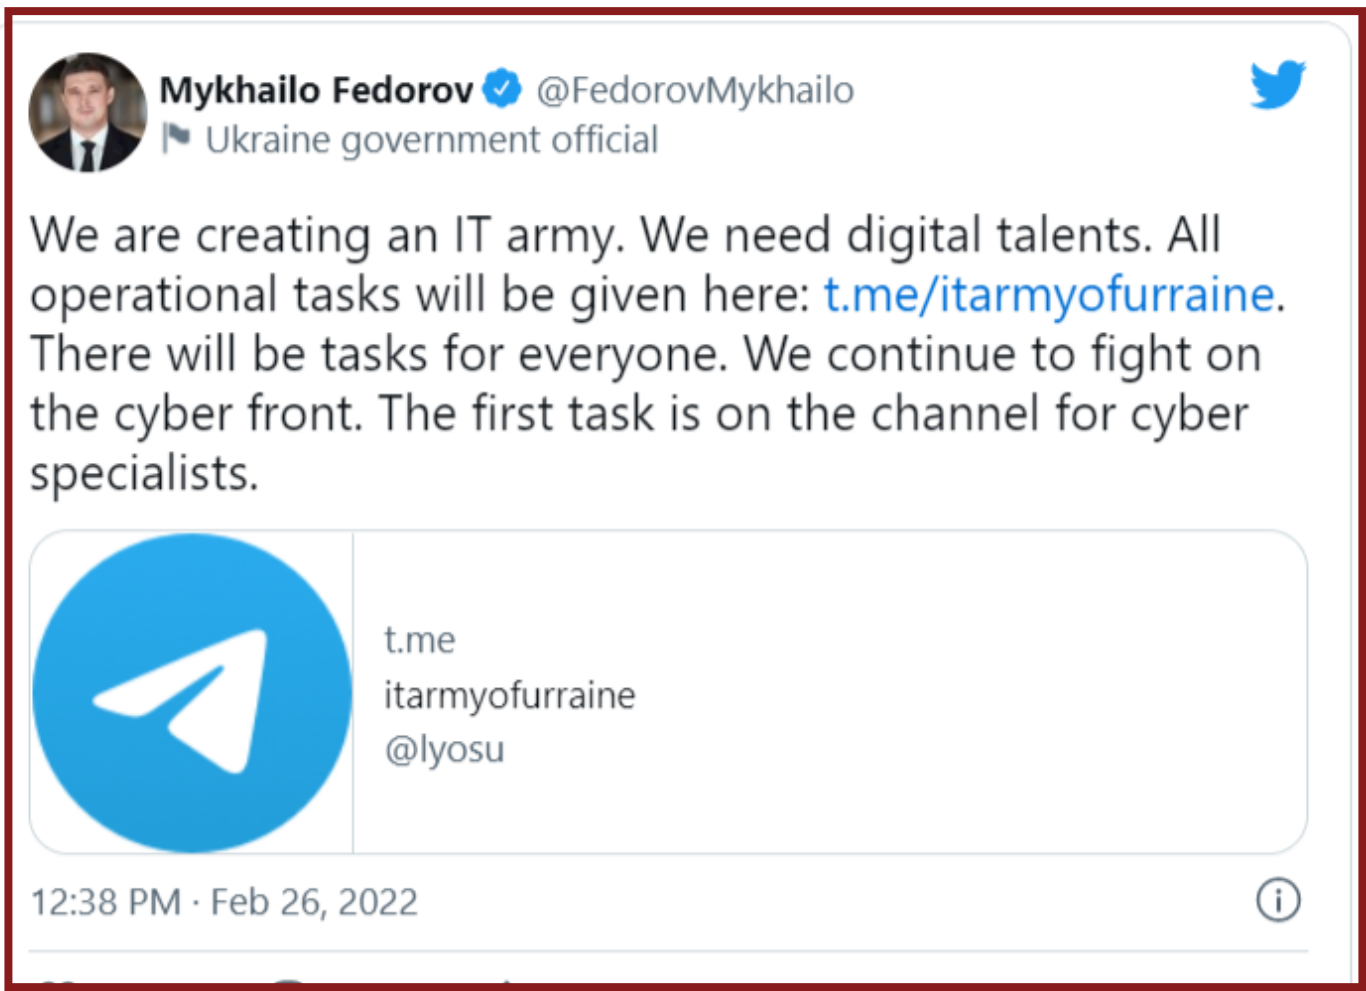 Mykhailo Fedorov @FedorovMykhailo
Ukraine government official
We are creating an IT army. We need digital talents. All
operational tasks will be given here: t.me/itarmyofurraine.
There will be tasks for everyone. We continue to fight on
the cyber front. The first task is on the channel for cyber
specialists.
t.me
itarmyofurraine
@lyosu
12:38 PM · Feb 26, 2022